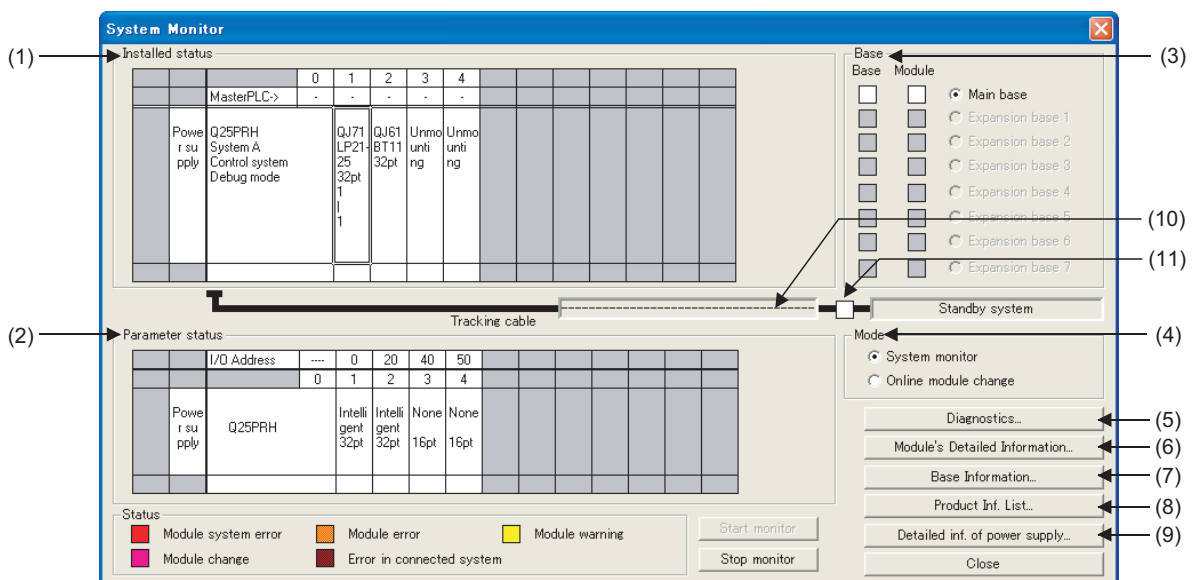 System Monitor
(1)
Installed status
0 1 2 3 4
MasterPLC-> - - - - -
Powe
r su
pply
Q25PRH
System A
Control system
Debug mode
QJ71
LP21-
25
32pt
1
|
1
QJ61
BT11
32pt
Unmo
unti
ng
Unmo
unti
ng
Base
(3)
Base Module
Main base
Expansion base 1
Expansion base 2
Expansion base 3
Expansion base 4
Expansion base 5
Expansion base 6
Expansion base 7
(10)
(11)
Tracking cable
Standby system
(2)
Parameter status
I/O Address ---- 0 20 40 50
0 1 2 3 4
Powe
r su
pply
Q25PRH
Intelli
gent
32pt
Intelli
gent
32pt
None
16pt
None
16pt
Mode
(4)
System monitor
Online module change
Diagnostics...
(5)
Module's Detailed Information...
(6)
Base Information...
(7)
Product Inf. List...
(8)
Detailed inf. of power supply...
(9)
Close
Status
Module system error
Module error
Module warning
Module change
Error in connected system
Start monitor
Stop monitor